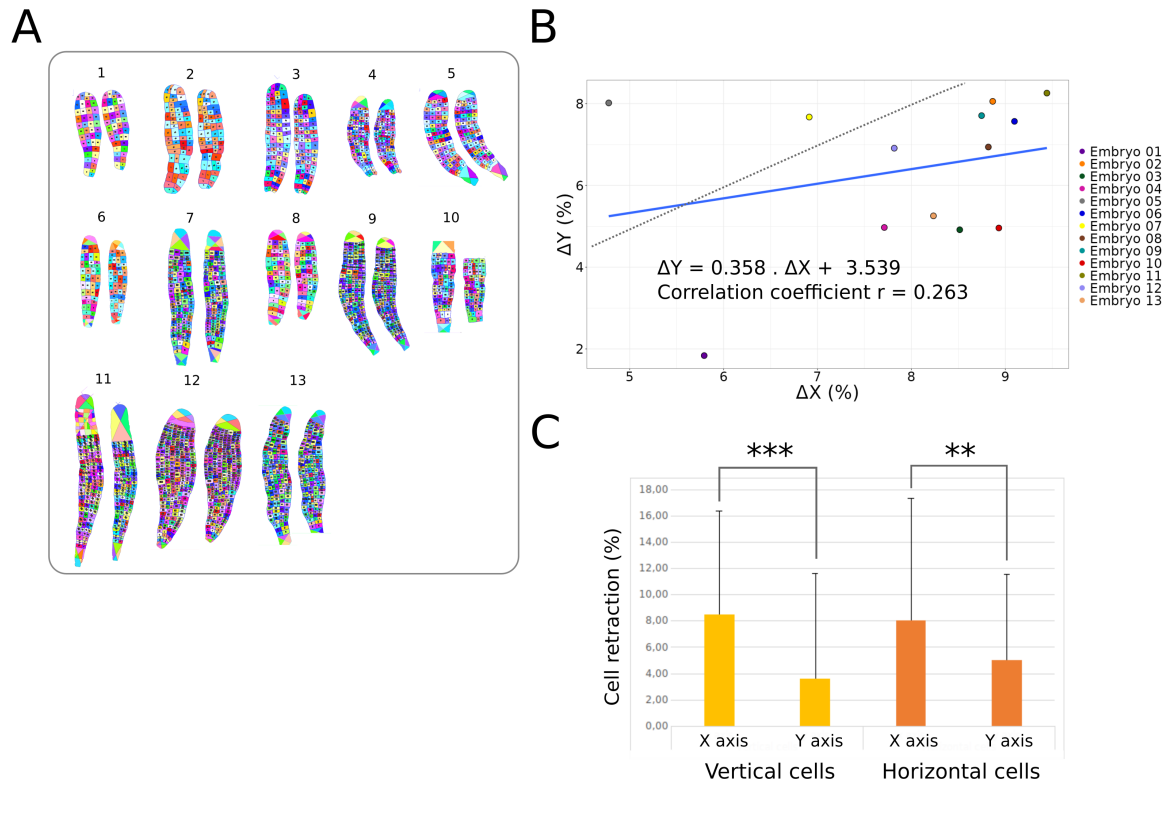 A
1 2 3 4 5
6 7 8 9 10
11 12 13
B
8
6
4
2
ΔY (%)
ΔY = 0.358 . ΔX + 3.539
Correlation coefficient r = 0.263
5 6 7 8 9
ΔX (%)
Embryo 01
Embryo 02
Embryo 03
Embryo 04
Embryo 05
Embryo 06
Embryo 07
Embryo 08
Embryo 09
Embryo 10
Embryo 11
Embryo 12
Embryo 13
C
*** **
Cell retraction (%)
18,00
16,00
14,00
12,00
10,00
8,00
6,00
4,00
2,00
0,00
X axis Y axis X axis Y axis
Vertical cells Horizontal cells